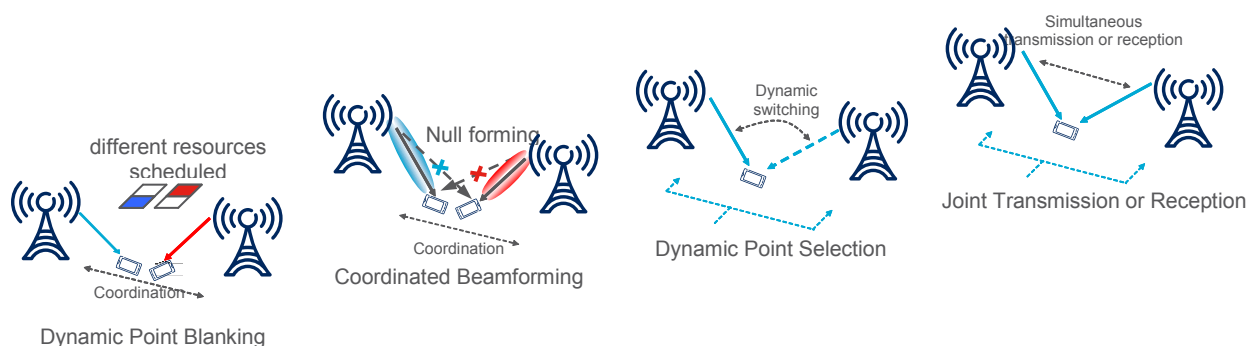 different resources
scheduled
Coordination
Dynamic Point Blanking
Null forming
Coordination
Coordinated Beamforming
Dynamic
switching
Dynamic Point Selection
Simultaneous
transmission or reception
Joint Transmission or Reception